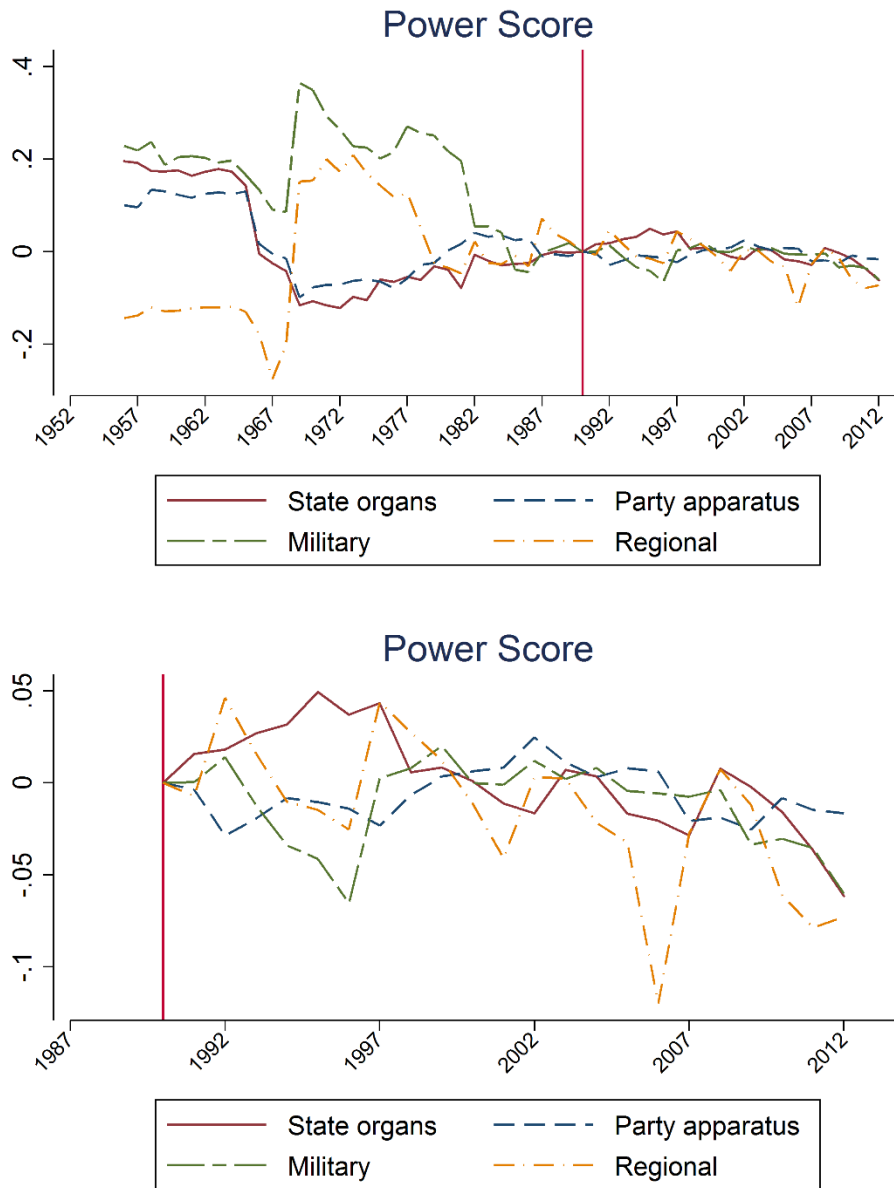 Power Score
.4
.2
0
-.2
1952 1957 1962 1967 1972 1977 1982 1987 1992 1997 2002 2007 2012
State organs Party apparatus
Military Regional
Power Score
.05
0
-.05
-.1
1987 1992 1997 2002 2007 2012
State organs Party apparatus
Military Regional